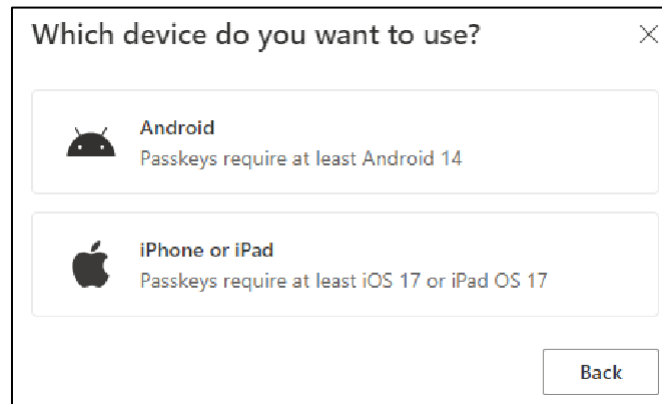 Which device do you want to use?
Android
Passkeys require at least Android 14
iPhone or iPad
Passkeys require at least iOS 17 or iPad OS 17
Back